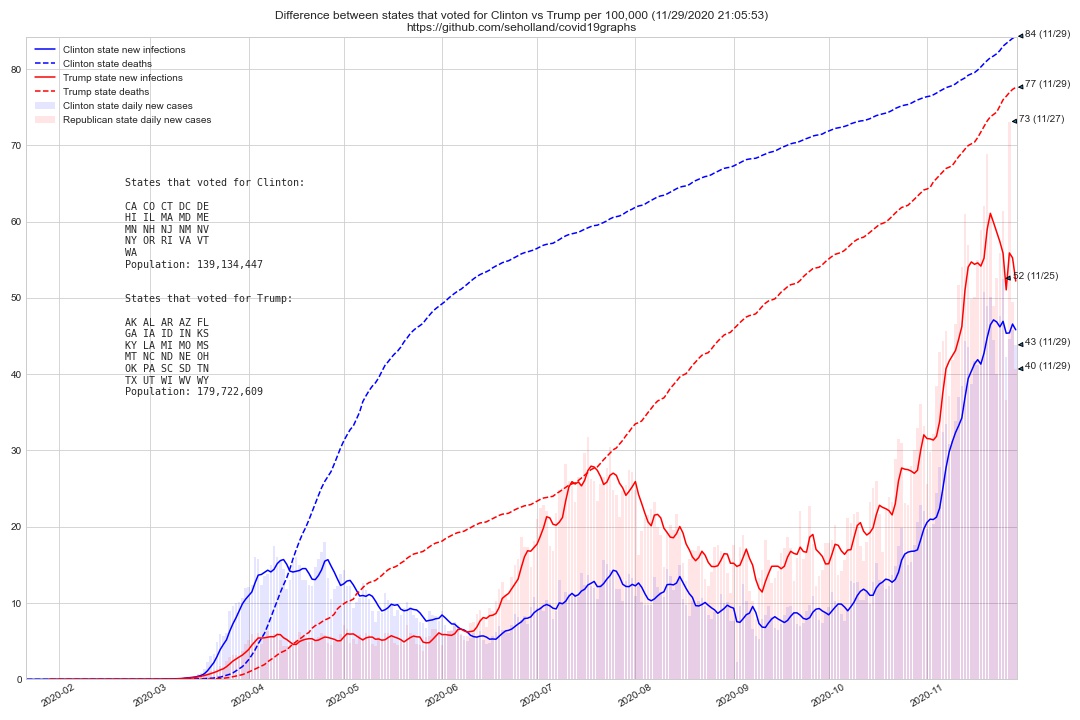 Difference between states that voted for Clinton vs Trump per 100,000 (11/29/2020 21:05:53)
https://github.com/seholland/covid19graphs
Clinton state new infections
Clinton state deaths
Trump state new infections
Trump state deaths
Clinton state daily new cases
Republican state daily new cases
States that voted for Clinton:
CA CO CT DC DE
HI IL MA MD ME
MN NH NJ NM NV
NY OR RI VA VT
WA
Population: 139,134,447
States that voted for Trump:
AK AL AR AZ FL
GA IA ID IN KS
KY LA MI MO MS
MT NC ND NE OH
OK PA SC SD TN
TX UT WI WV WY
Population: 179,722,609
84 (11/29)
77 (11/29)
73 (11/27)
52 (11/25)
43 (11/29)
40 (11/29)
80
70
60
50
40
30
20
10
0
2020-02
2020-03
2020-04
2020-05
2020-06
2020-07
2020-08
2020-09
2020-10
2020-11